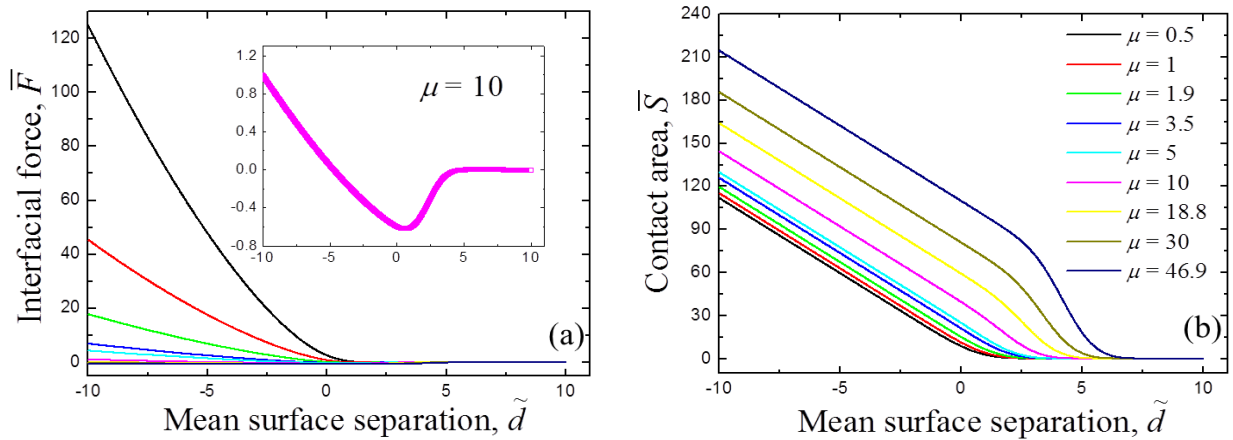 120
100
80
60
40
20
0
-10
-5
0
5
10
Interfacial force, F̅
Mean surface separation, d̃
(a)
1.2
0.8
0.4
0.0
-0.4
-0.8
-10
-5
0
5
10
μ = 10
240
210
180
150
120
90
60
30
0
-10
-5
0
5
10
Contact area, S̅
Mean surface separation, d̃
(b)
μ = 0.5
μ = 1
μ = 1.9
μ = 3.5
μ = 5
μ = 10
μ = 18.8
μ = 30
μ = 46.9